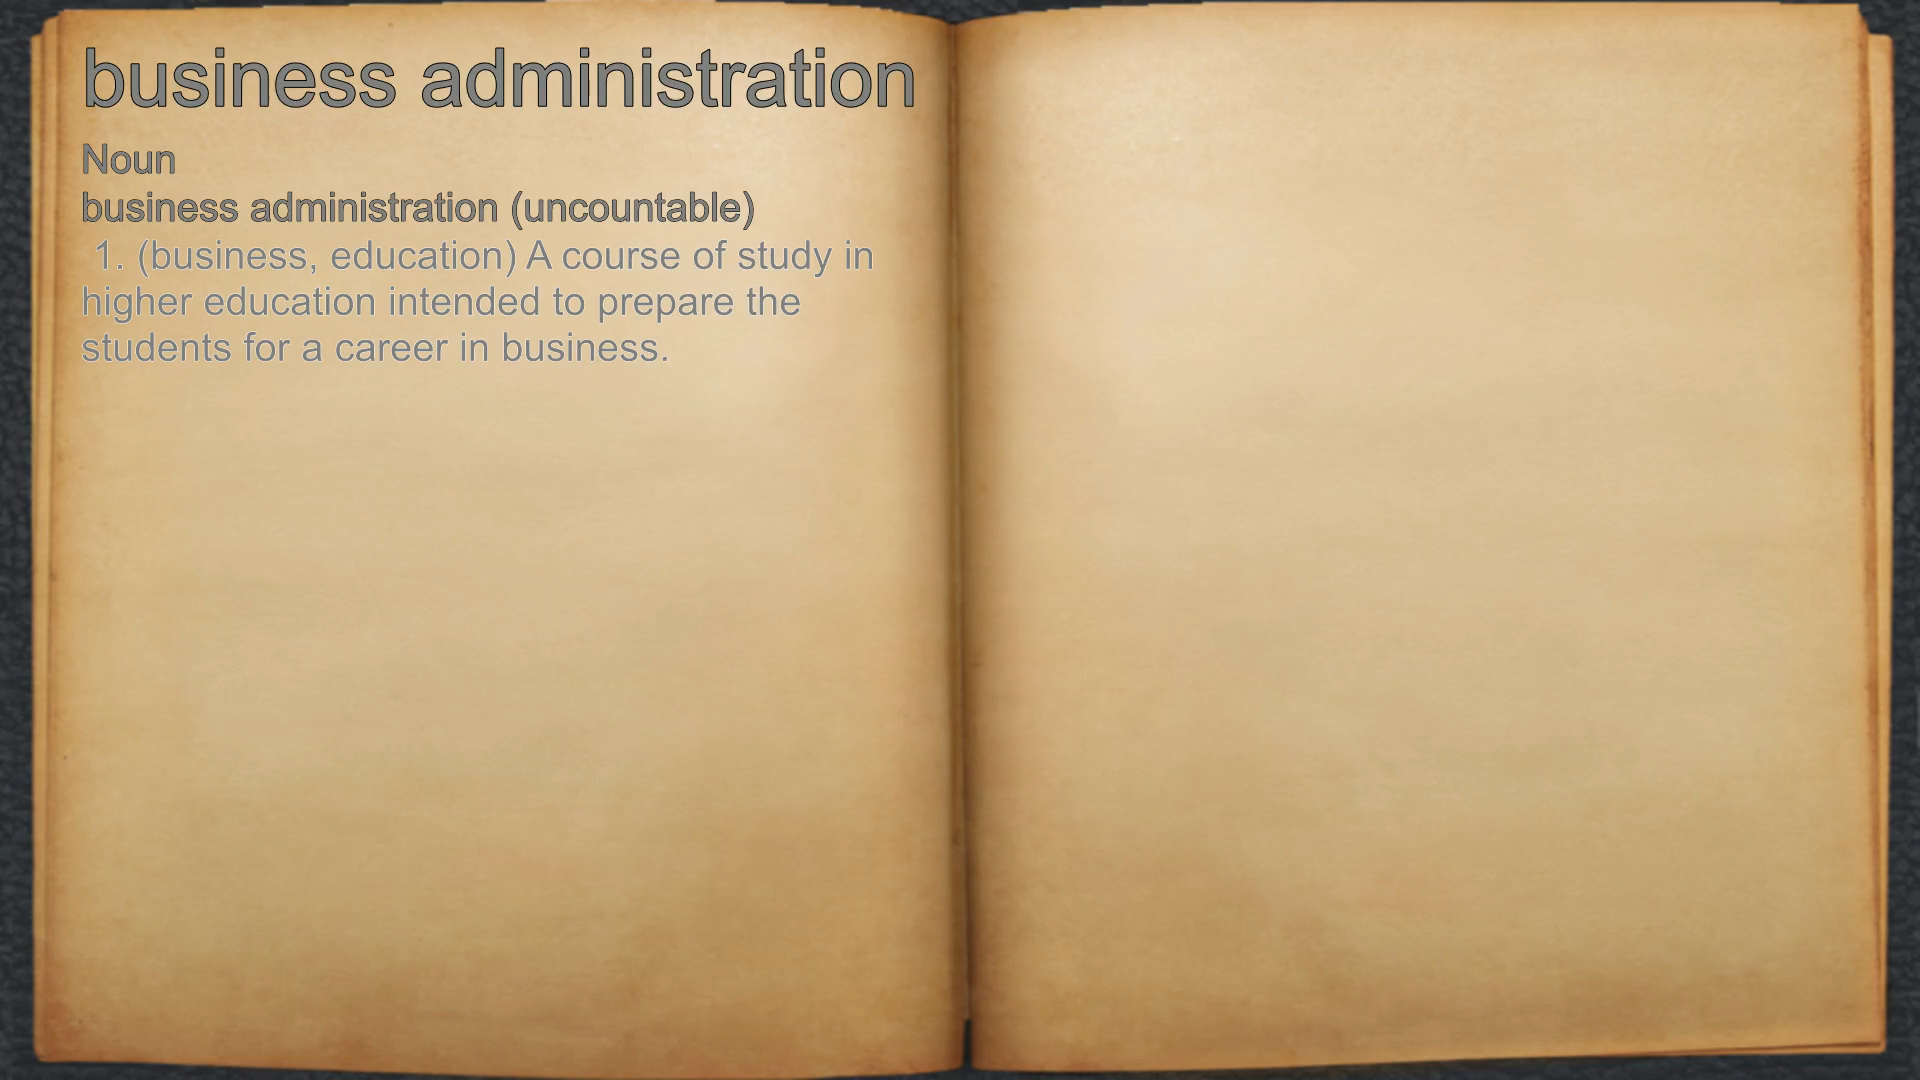 business administration
Noun
business administration (uncountable)
1. (business, education) A course of study in
higher education intended to prepare the
students for a career in business.